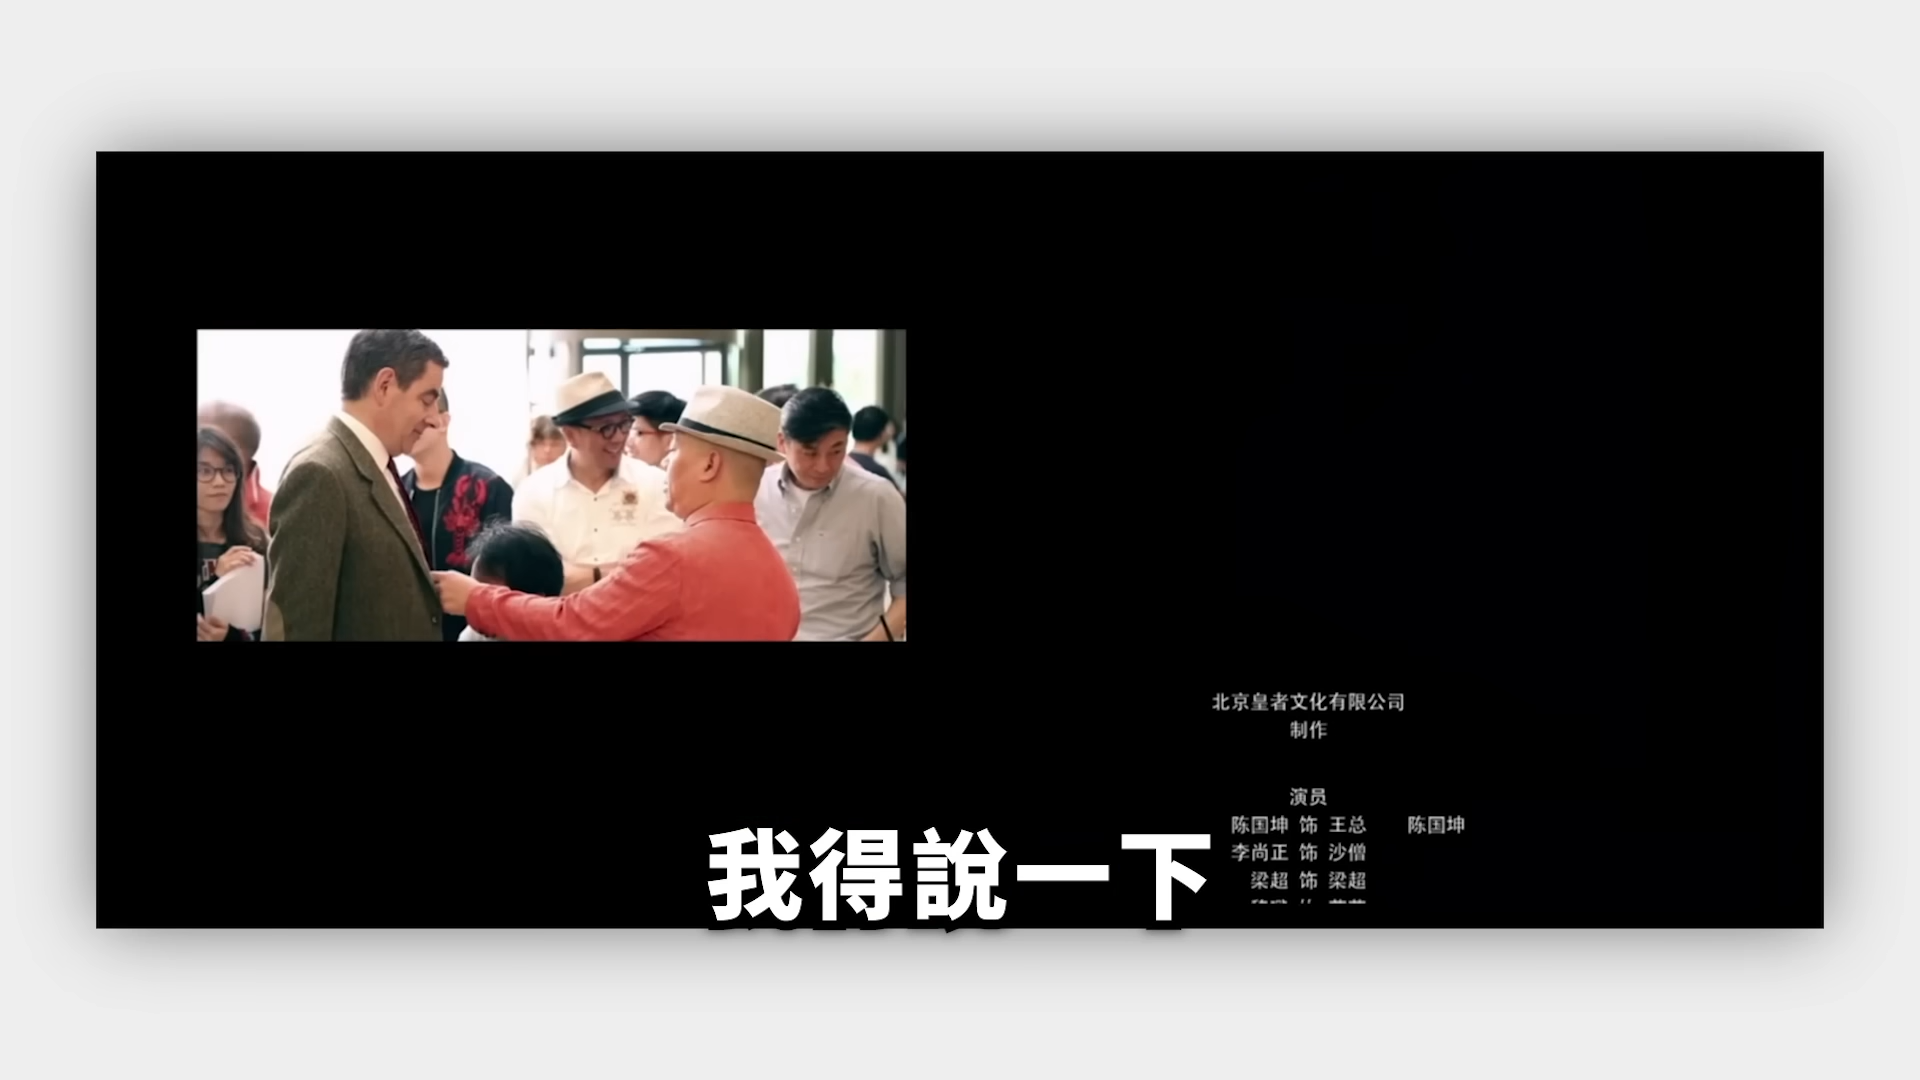 北京皇者文化有限公司
制作
演员
陈国坤 饰 王总 陈国坤
李尚正 饰 沙僧
梁超 饰 梁超
我得說一下